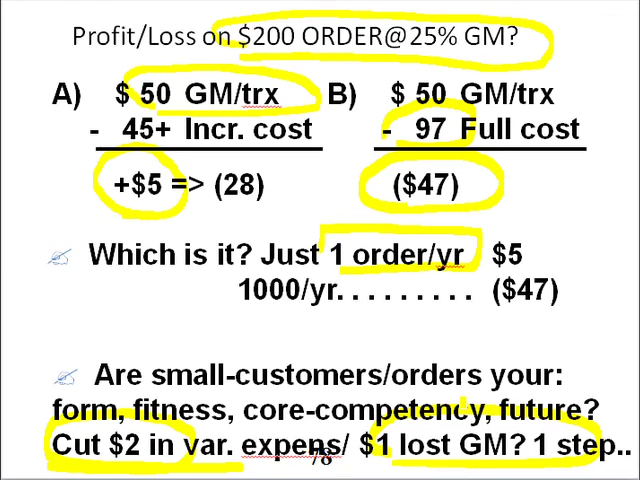 Profit/Loss on $200 ORDER@25% GM?
A) $ 50 GM/trx B) $ 50 GM/trx
- 45+ Incr. cost - 97 Full cost
+$5 => (28) ($47)
Which is it? Just 1 order/yr $5
1000/yr. . . . . . . . . ($47)
Are small-customers/orders your:
form, fitness, core-competency, future?
Cut $2 in var. expens/ $1 lost GM? 1 step..
78